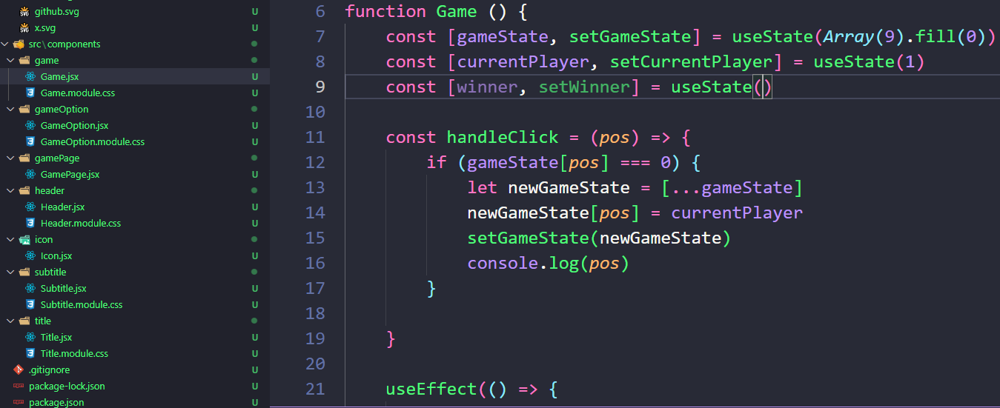 github.svg U
x.svg U
src\components
game
Game.jsx U
Game.module.css U
gameOption
GameOption.jsx U
GameOption.module.css U
gamePage
GamePage.jsx U
header
Header.jsx U
Header.module.css U
icon
Icon.jsx U
subtitle
Subtitle.jsx U
Subtitle.module.css U
title
Title.jsx U
Title.module.css U
.gitignore U
package-lock.json U
package.json U
6 function Game () {
7 const [gameState, setGameState] = useState(Array(9).fill(0))
8 const [currentPlayer, setCurrentPlayer] = useState(1)
9 const [winner, setWinner] = useState()
10
11 const handleClick = (pos) => {
12 if (gameState[pos] === 0) {
13 let newGameState = [...gameState]
14 newGameState[pos] = currentPlayer
15 setGameState(newGameState)
16 console.log(pos)
17 }
18
19 }
20
21 useEffect(() => {